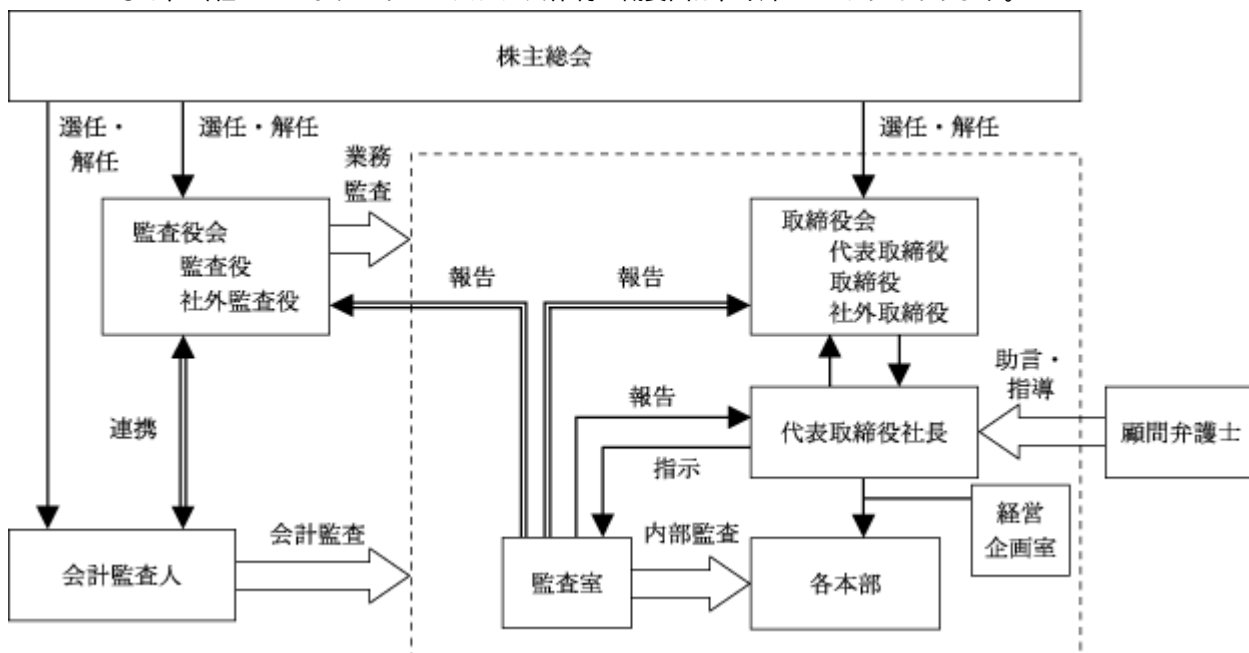 株主総会
選任・
解任
選任・解任
選任・解任
業務
監査
監査役会
監査役
社外監査役
取締役会
代表取締役
取締役
社外取締役
報告
報告
助言・
指導
連携
報告
代表取締役社長
顧問弁護士
指示
経営
企画室
会計監査人
会計監査
監査室
内部監査
各本部